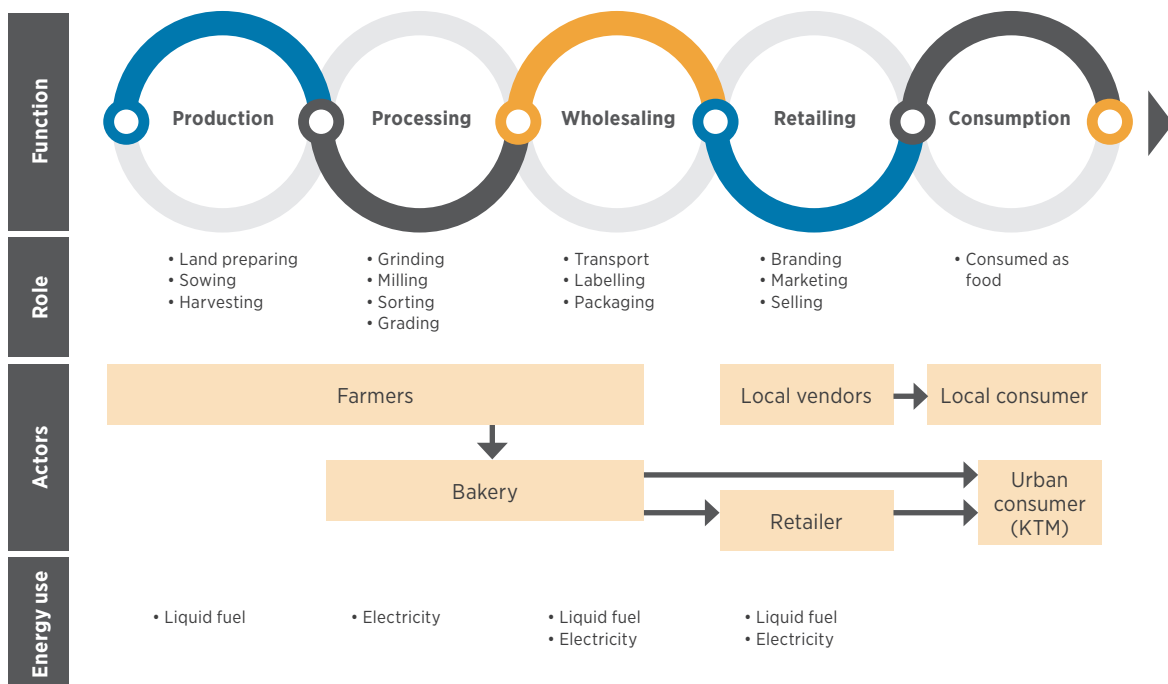 Function
Production
Processing
Wholesaling
Retailing
Consumption
Role
• Land preparing
• Sowing
• Harvesting
• Grinding
• Milling
• Sorting
• Grading
• Transport
• Labelling
• Packaging
• Branding
• Marketing
• Selling
• Consumed as
food
Actors
Farmers
Local vendors
Local consumer
Bakery
Retailer
Urban
consumer
(KTM)
Energy use
• Liquid fuel
• Electricity
• Liquid fuel
• Electricity
• Liquid fuel
• Electricity